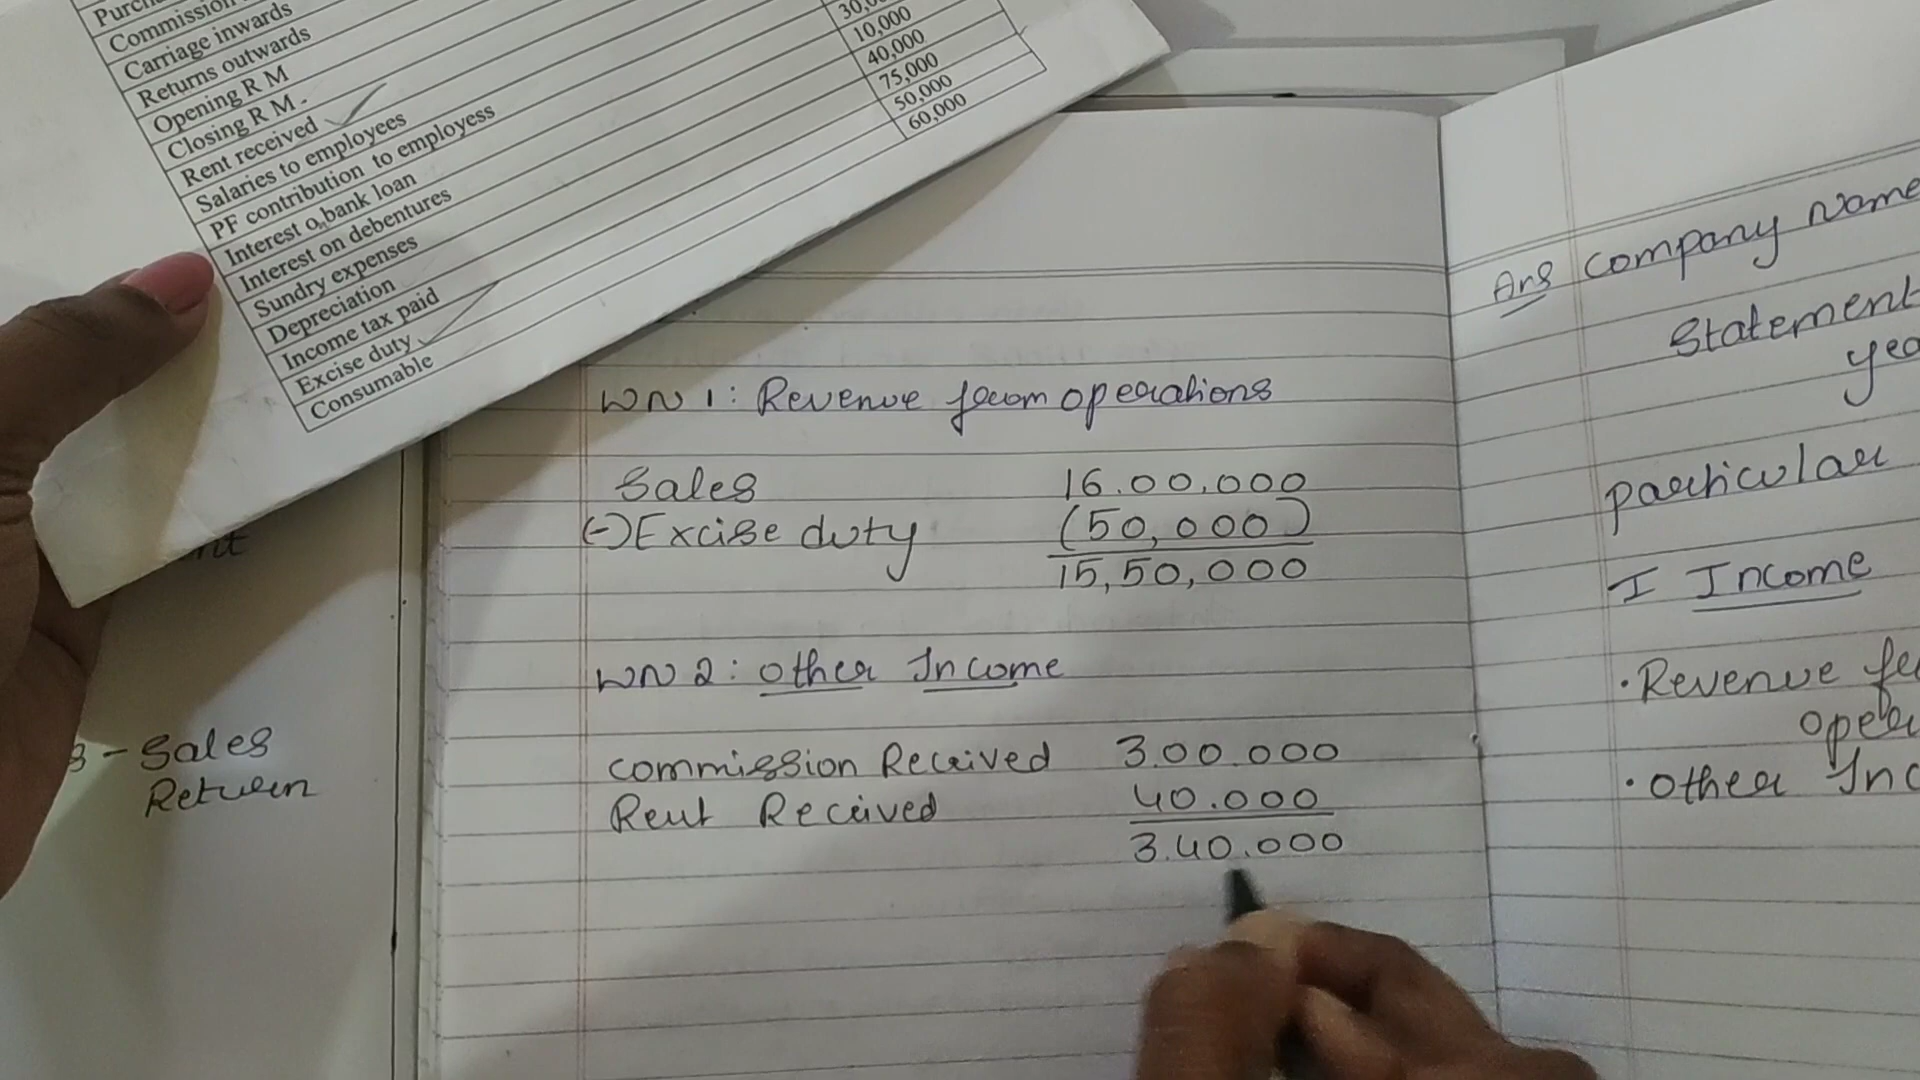 Commission
Carriage inwards
Returns outwards
Opening R M
Closing R M.
Rent received
Salaries to employees
PF contribution to employess
Interest o bank loan
Interest on debentures
Sundry expenses
Depreciation
Income tax paid
Excise duty
Consumable
10,000
40,000
75,000
50,000
60,000
Sales
Return
WN 1: Revenue from operations
Sales 16.00.000
(-) Excise duty (50,000)
15,50,000
WN 2: Other Income
Commission Received 3.00.000
Rent Received 40.000
3.40.000
Ans Company Name
Statement
particular
I Income
• Revenue
• Other Inc